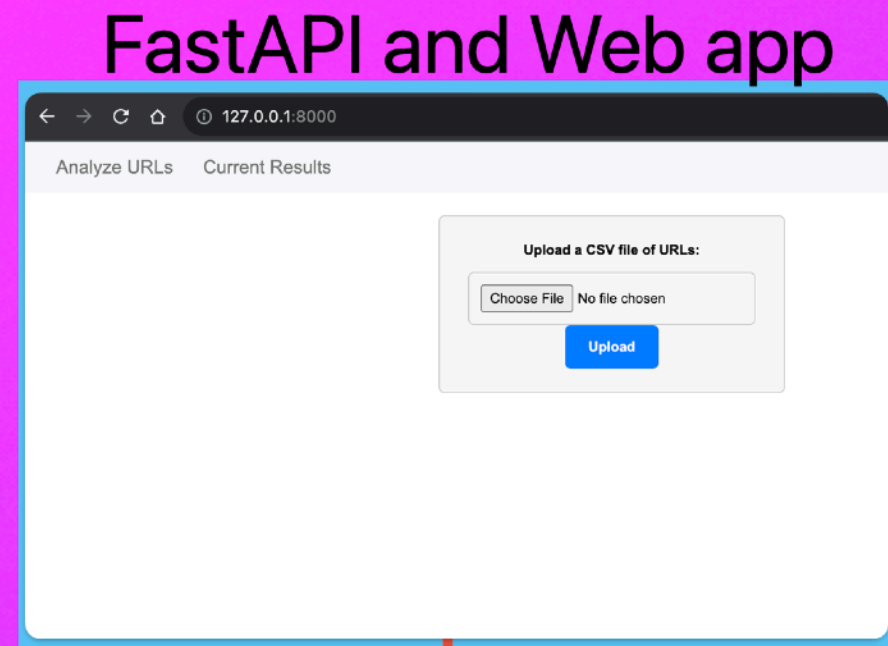 FastAPI and Web app
127.0.0.1:8000
Analyze URLs Current Results
Upload a CSV file of URLs:
Choose File No file chosen
Upload